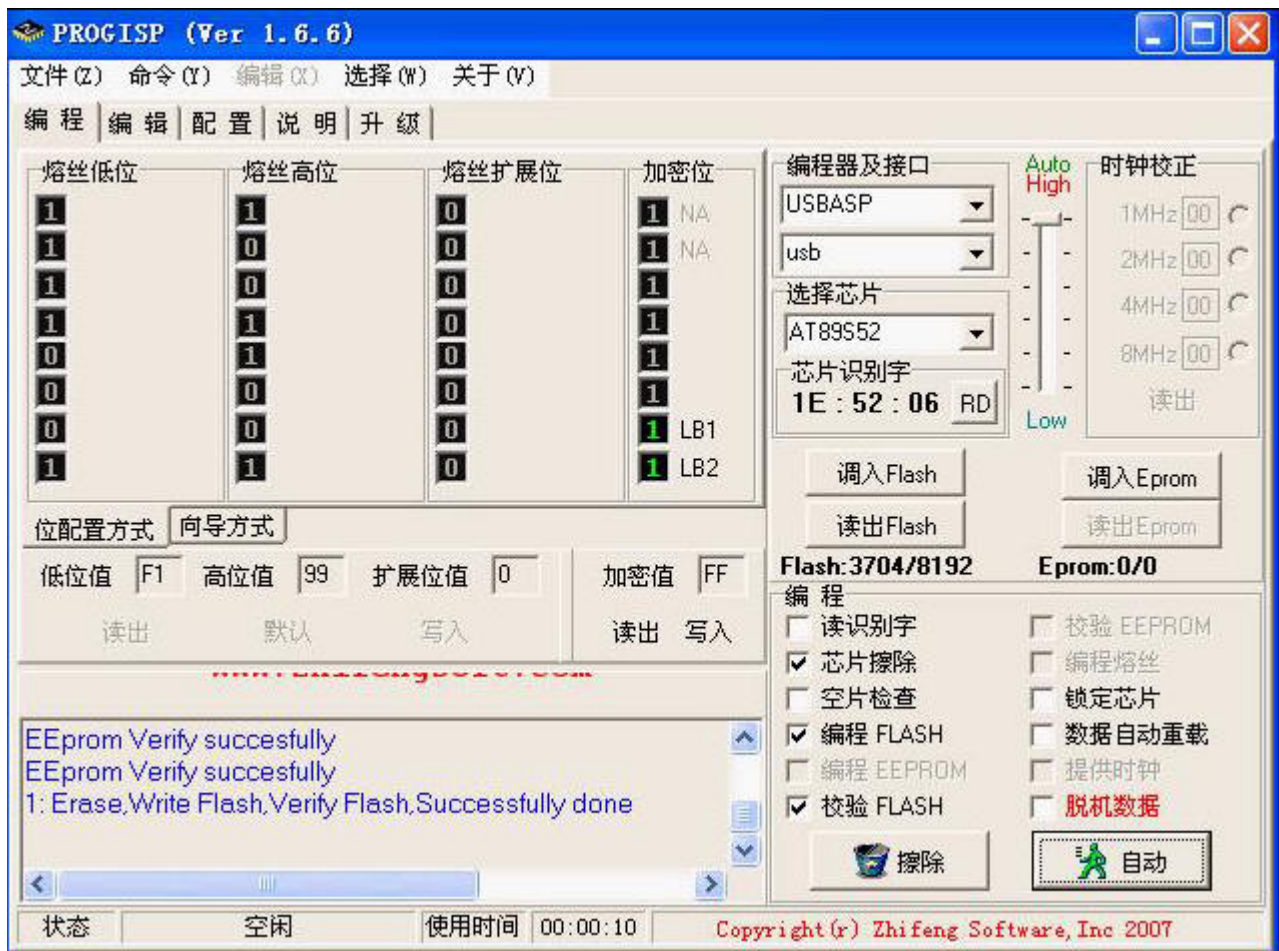 PROGISP (Ver 1.6.6)
文件(Z) 命令(Y) 编辑(X) 选择(W) 关于(V)
编 程 编 辑 配 置 说 明 升 级
熔丝低位 熔丝高位 熔丝扩展位 加密位
1 1 0 1 NA
1 0 0 1 NA
1 0 0 1
1 1 0 1
0 1 0 1
0 0 0 1
0 0 0 1 LB1
1 1 0 1 LB2
位配置方式 向导方式
低位值 F1 高位值 99 扩展位值 0 加密值 FF
读出 默认 写入 读出 写入
编程器及接口
USBASP
usb
选择芯片
AT89S52
芯片识别字
1E : 52 : 06 RD
Auto
High
Low
时钟校正
1MHz 00
2MHz 00
4MHz 00
8MHz 00
读出
调入Flash 调入Eprom
读出Flash 读出Eprom
Flash:3704/8192 Eprom:0/0
编 程
读识别字 校验 EEPROM
芯片擦除 编程熔丝
空片检查 锁定芯片
编程 FLASH 数据自动重载
编程 EEPROM 提供时钟
校验 FLASH 脱机数据
擦除 自动
EEprom Verify succesfully
EEprom Verify succesfully
1: Erase,Write Flash,Verify Flash,Successfully done
状态 空闲 使用时间 00:00:10 Copyright(r) Zhifeng Software,Inc 2007